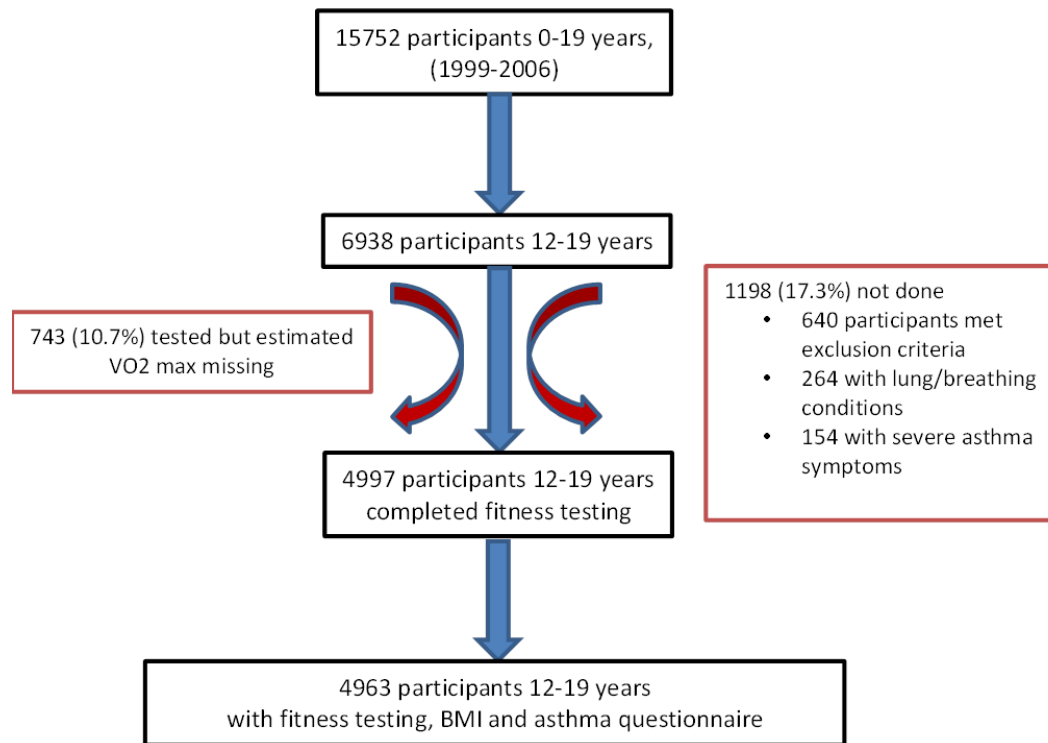 15752 participants 0-19 years,
(1999-2006)
6938 participants 12-19 years
743 (10.7%) tested but estimated
VO2 max missing
1198 (17.3%) not done
• 640 participants met
exclusion criteria
• 264 with lung/breathing
conditions
• 154 with severe asthma
symptoms
4997 participants 12-19 years
completed fitness testing
4963 participants 12-19 years
with fitness testing, BMI and asthma questionnaire